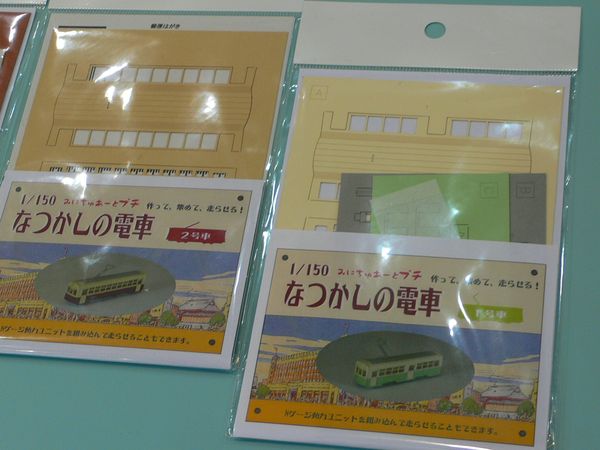 郵便はがき
1/150 みにちゅあーとプチ 作って、集めて、走らせる!
なつかしの電車
2号車
Nゲージ動力ユニットを組み込んで走らせることもできます。
A
1/150 みにちゅあーとプチ 作って、集めて、走らせる!
なつかしの電車
号車
Nゲージ動力ユニットを組み込んで走らせることもできます。